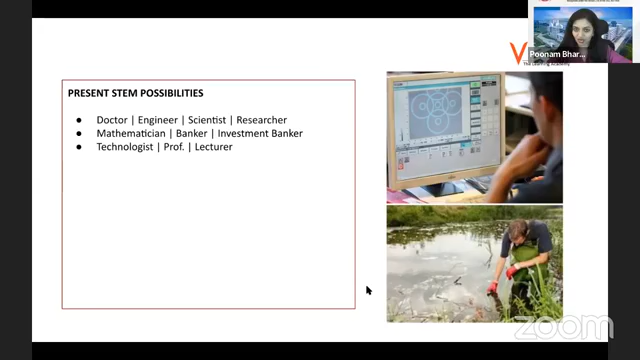 Poonam Bhar...
V
The Learning Academy
PRESENT STEM POSSIBILITIES
● Doctor | Engineer | Scientist | Researcher
● Mathematician | Banker | Investment Banker
● Technologist | Prof. | Lecturer
zoom